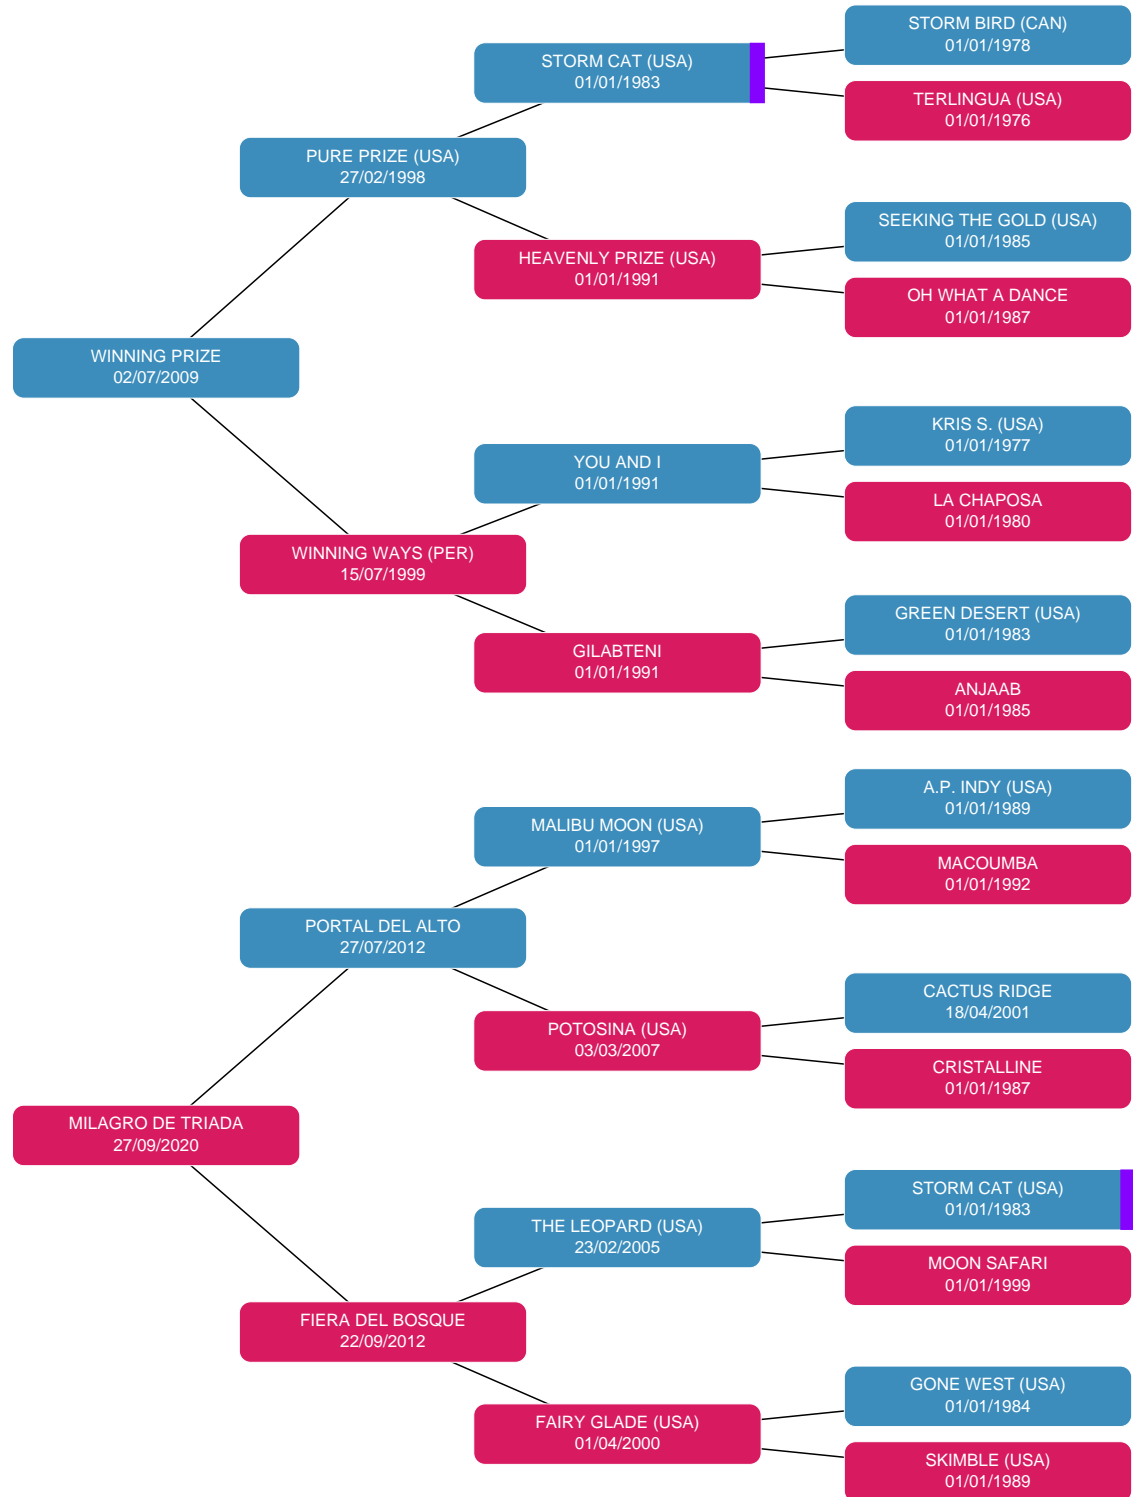 STORM BIRD (CAN)
01/01/1978
STORM CAT (USA)
01/01/1983
TERLINGUA (USA)
01/01/1976
PURE PRIZE (USA)
27/02/1998
SEEKING THE GOLD (USA)
01/01/1985
HEAVENLY PRIZE (USA)
01/01/1991
OH WHAT A DANCE
01/01/1987
WINNING PRIZE
02/07/2009
KRIS S. (USA)
01/01/1977
YOU AND I
01/01/1991
LA CHAPOSA
01/01/1980
WINNING WAYS (PER)
15/07/1999
GREEN DESERT (USA)
01/01/1983
GILABTENI
01/01/1991
ANJAAB
01/01/1985
A.P. INDY (USA)
01/01/1989
MALIBU MOON (USA)
01/01/1997
MACOUMBA
01/01/1992
PORTAL DEL ALTO
27/07/2012
CACTUS RIDGE
18/04/2001
POTOSINA (USA)
03/03/2007
CRISTALLINE
01/01/1987
MILAGRO DE TRIADA
27/09/2020
STORM CAT (USA)
01/01/1983
THE LEOPARD (USA)
23/02/2005
MOON SAFARI
01/01/1999
FIERA DEL BOSQUE
22/09/2012
GONE WEST (USA)
01/01/1984
FAIRY GLADE (USA)
01/04/2000
SKIMBLE (USA)
01/01/1989